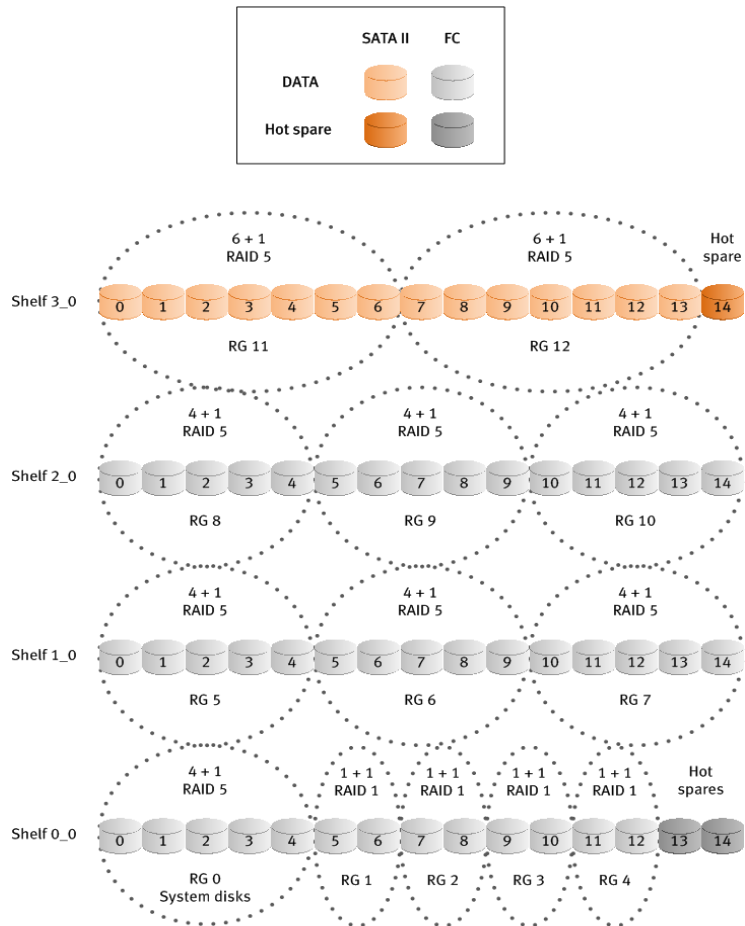 SATA II FC
DATA
Hot spare
6 + 1 6 + 1 Hot
RAID 5 RAID 5 spare
Shelf 3_0 0 1 2 3 4 5 6 7 8 9 10 11 12 13 14
RG 11 RG 12
4 + 1 4 + 1 4 + 1
RAID 5 RAID 5 RAID 5
Shelf 2_0 0 1 2 3 4 5 6 7 8 9 10 11 12 13 14
RG 8 RG 9 RG 10
4 + 1 4 + 1 4 + 1
RAID 5 RAID 5 RAID 5
Shelf 1_0 0 1 2 3 4 5 6 7 8 9 10 11 12 13 14
RG 5 RG 6 RG 7
4 + 1 1 + 1 1 + 1 1 + 1 1 + 1 Hot
RAID 5 RAID 1 RAID 1 RAID 1 RAID 1 spares
Shelf 0_0 0 1 2 3 4 5 6 7 8 9 10 11 12 13 14
RG 0 RG 1 RG 2 RG 3 RG 4
System disks